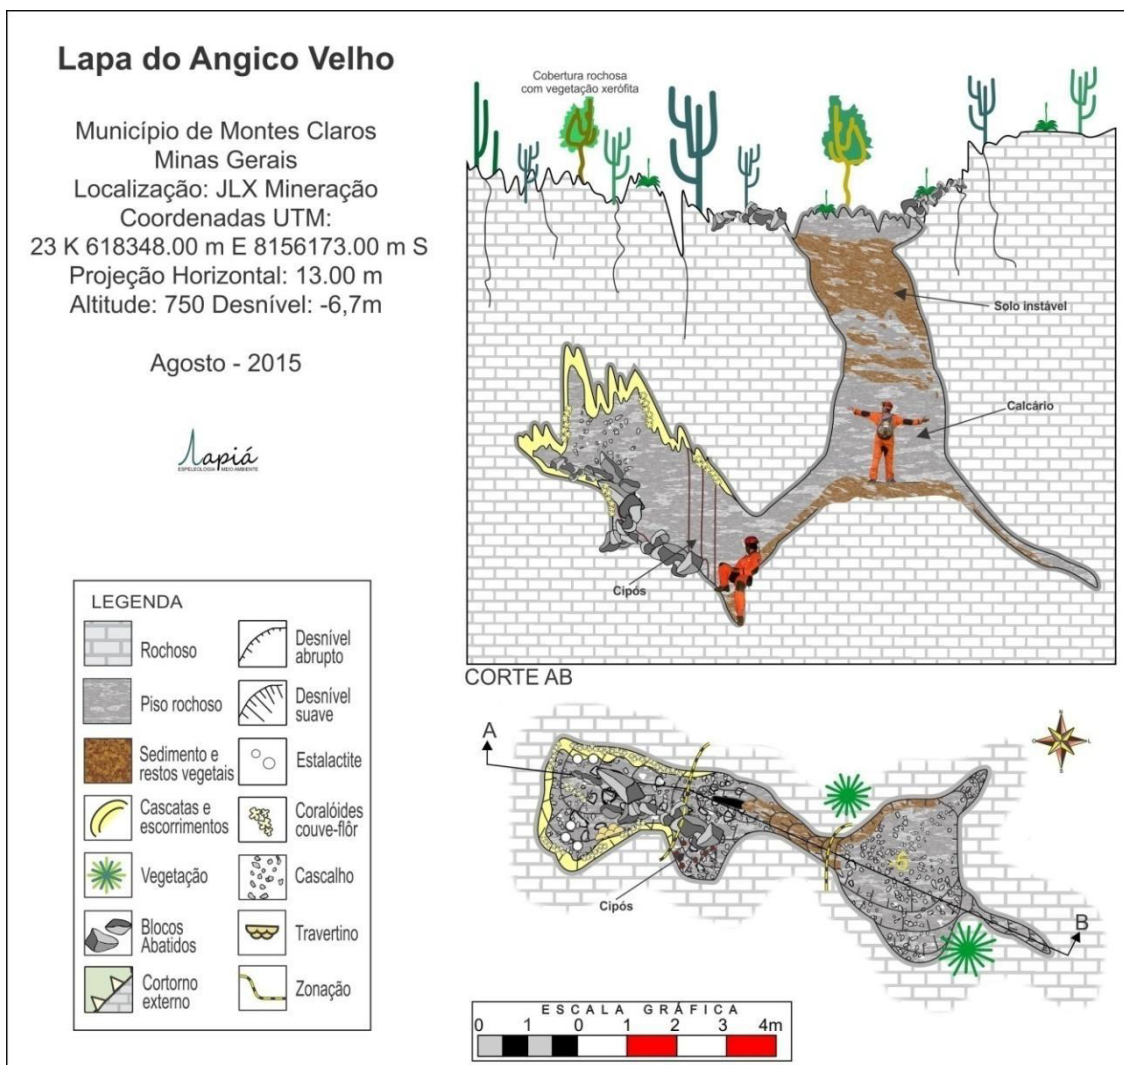 Lapa do Angico Velho
Município de Montes Claros
Minas Gerais
Localização: JLX Mineração
Coordenadas UTM:
23 K 618348.00 m E 8156173.00 m S
Projeção Horizontal: 13.00 m
Altitude: 750 Desnível: -6,7m
Agosto - 2015
Lapiá
ESPELEOLOGIA MEIO AMBIENTE
Cobertura rochosa
com vegetação xerófita
Solo instável
Calcário
Cipós
CORTE AB
LEGENDA
Rochoso
Piso rochoso
Sedimento e
restos vegetais
Cascatas e
escorrimentos
Vegetação
Blocos
Abatidos
Cortorno
externo
Desnível
abrupto
Desnível
suave
Estalactite
Coralóides
couve-flôr
Cascalho
Travertino
Zonação
A
Cipós
B
ESCALA GRÁFICA
0 1 0 1 2 3 4m